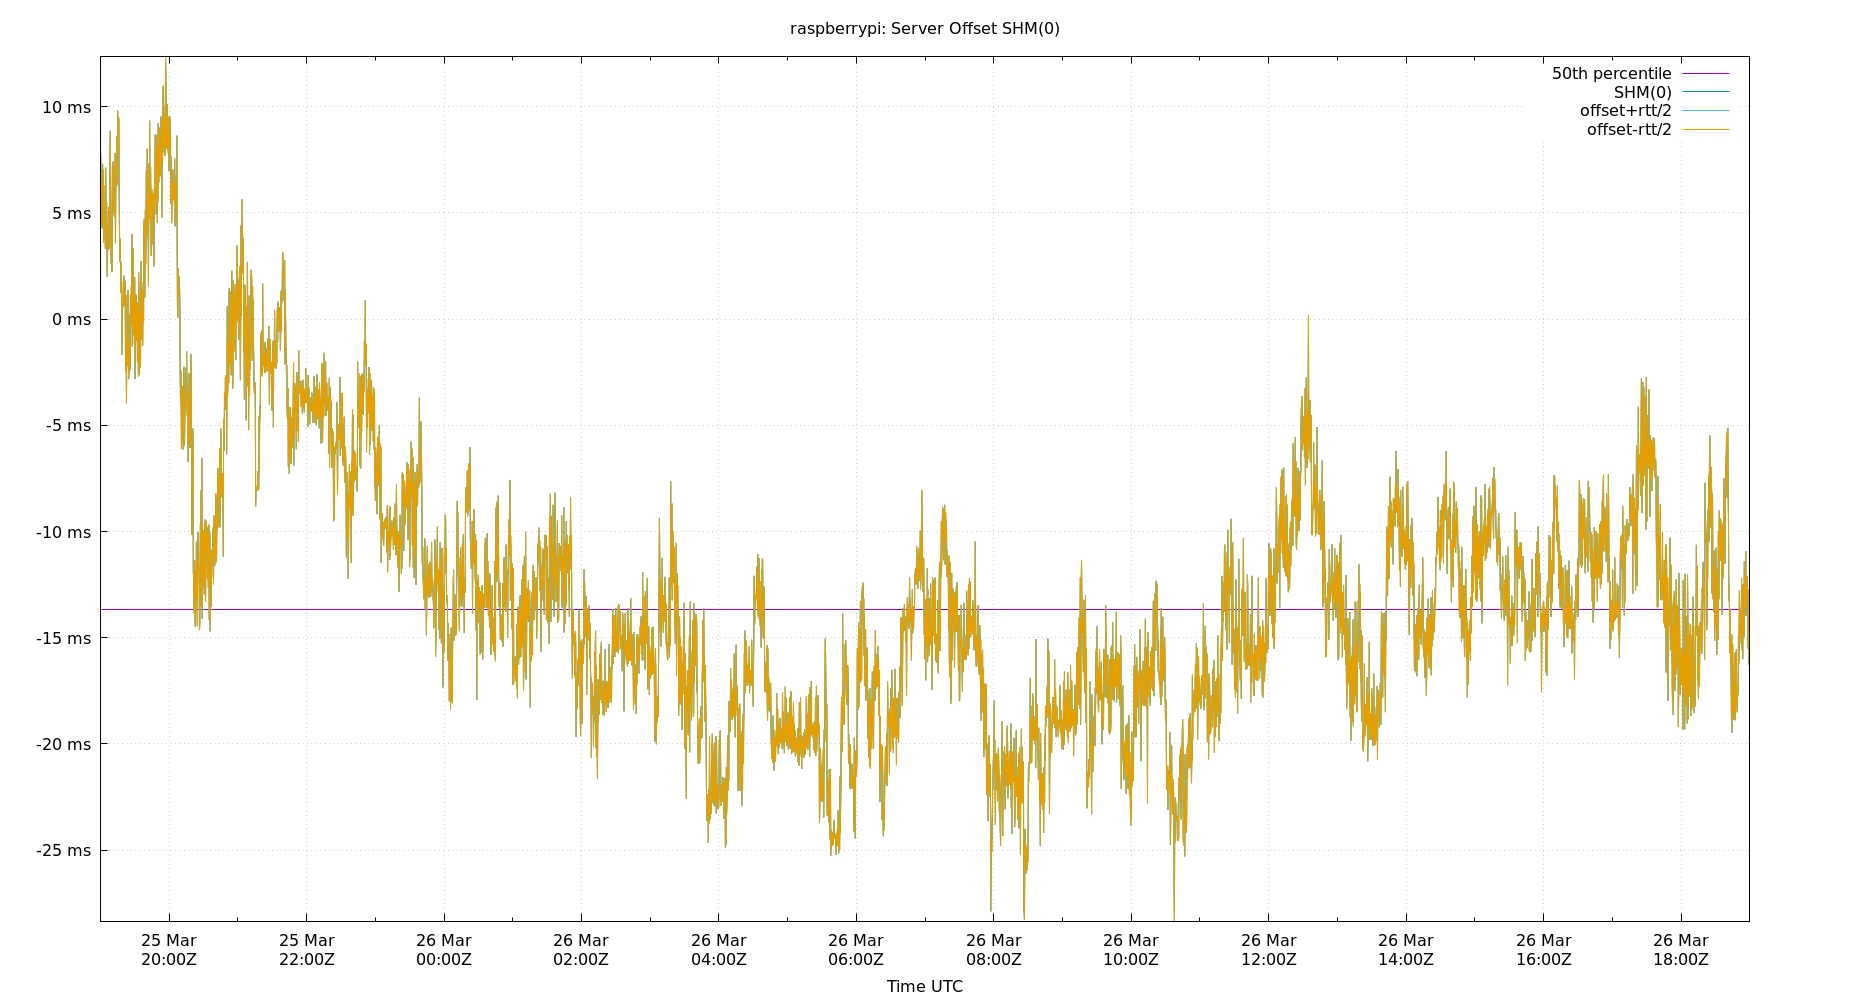 raspberrypi: Server Offset SHM(0)
50th percentile
SHM(0)
offset+rtt/2
offset-rtt/2
10 ms
5 ms
0 ms
-5 ms
-10 ms
-15 ms
-20 ms
-25 ms
25 Mar 25 Mar 26 Mar 26 Mar 26 Mar 26 Mar 26 Mar 26 Mar 26 Mar 26 Mar 26 Mar 26 Mar
20:00Z 22:00Z 00:00Z 02:00Z 04:00Z 06:00Z 08:00Z 10:00Z 12:00Z 14:00Z 16:00Z 18:00Z
Time UTC